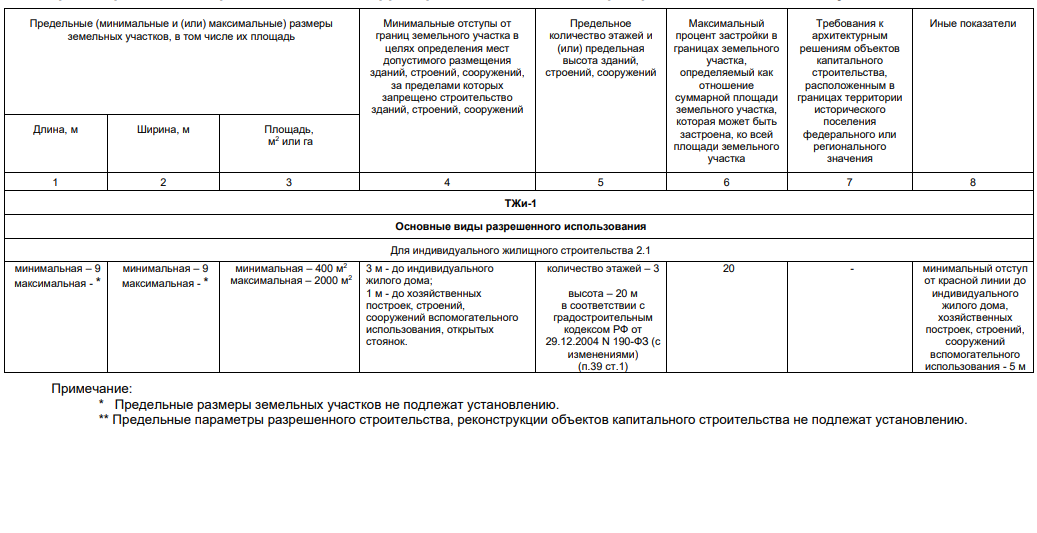 Предельные (минимальные и (или) максимальные) размеры
земельных участков, в том числе их площадь
Длина, м
Ширина, м
Площадь,
м² или га
Минимальные отступы от
границ земельного участка в
целях определения мест
допустимого размещения
зданий, строений, сооружений,
за пределами которых
запрещено строительство
зданий, строений, сооружений
Предельное
количество этажей и
(или) предельная
высота зданий,
строений, сооружений
Максимальный
процент застройки в
границах земельного
участка,
определяемый как
отношение
суммарной площади
земельного участка,
которая может быть
застроена, ко всей
площади земельного
участка
Требования к
архитектурным
решениям объектов
капитального
строительства,
расположенным в
границах территории
исторического
поселения
федерального или
регионального
значения
Иные показатели
1
2
3
4
5
6
7
8
ТЖи-1
Основные виды разрешенного использования
Для индивидуального жилищного строительства 2.1
минимальная – 9
максимальная - *
минимальная – 9
максимальная - *
минимальная – 400 м²
максимальная – 2000 м²
3 м - до индивидуального
жилого дома;
1 м - до хозяйственных
построек, строений,
сооружений вспомогательного
использования, открытых
стоянок.
количество этажей – 3
высота – 20 м
в соответствии с
градостроительным
кодексом РФ от
29.12.2004 N 190-ФЗ (с
изменениями)
(п.39 ст.1)
20
-
минимальный отступ
от красной линии до
индивидуального
жилого дома,
хозяйственных
построек, строений,
сооружений
вспомогательного
использования - 5 м
Примечание:
* Предельные размеры земельных участков не подлежат установлению.
** Предельные параметры разрешенного строительства, реконструкции объектов капитального строительства не подлежат установлению.